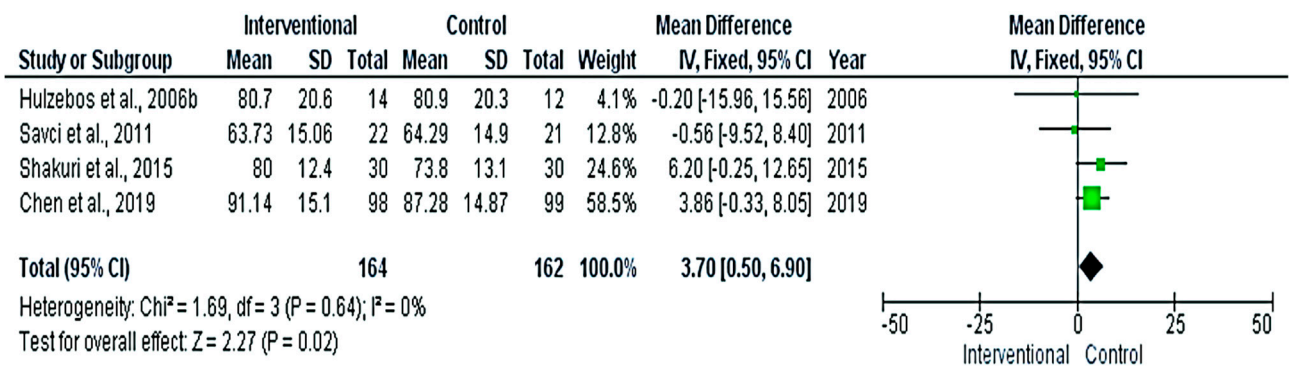 Interventional Control Mean Difference Mean Difference
Study or Subgroup Mean SD Total Mean SD Total Weight IV, Fixed, 95% CI Year IV, Fixed, 95% CI
Hulzebos et al., 2006b 80.7 20.6 14 80.9 20.3 12 4.1% -0.20 [-15.96, 15.56] 2006
Savci et al., 2011 63.73 15.06 22 64.29 14.9 21 12.8% -0.56 [-9.52, 8.40] 2011
Shakuri et al., 2015 80 12.4 30 73.8 13.1 30 24.6% 6.20 [-0.25, 12.65] 2015
Chen et al., 2019 91.14 15.1 98 87.28 14.87 99 58.5% 3.86 [-0.33, 8.05] 2019
Total (95% CI) 164 162 100.0% 3.70 [0.50, 6.90]
Heterogeneity: Chi² = 1.69, df = 3 (P = 0.64); I² = 0%
Test for overall effect: Z = 2.27 (P = 0.02)
-50 -25 0 25 50
Interventional Control